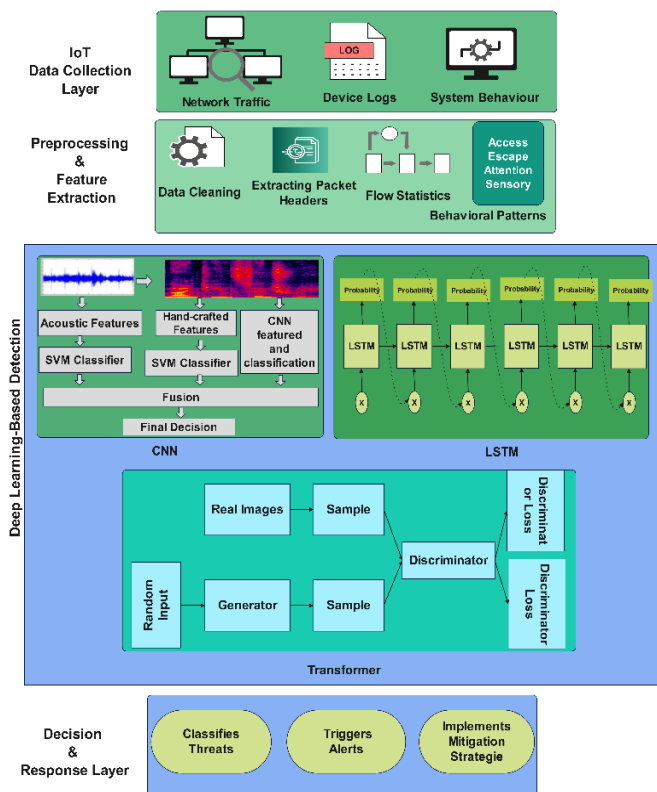 IoT
Data Collection
Layer
LOG
Network Traffic
Device Logs
System Behaviour
Preprocessing
&
Feature
Extraction
Data Cleaning
Extracting Packet
Headers
Flow Statistics
Access
Escape
Attention
Sensory
Behavioral Patterns
Deep Learning-Based Detection
Acoustic Features
Hand-crafted
Features
CNN
featured
and
classification
SVM Classifier
SVM Classifier
Fusion
Final Decision
CNN
Probability
Probability
Probability
Probability
Probability
Probability
LSTM
LSTM
LSTM
LSTM
LSTM
LSTM
X
X
X
X
X
X
LSTM
Real Images
Sample
Discriminat
or Loss
Discriminator
Random
Input
Generator
Sample
Discriminator
Loss
Transformer
Decision
&
Response Layer
Classifies
Threats
Triggers
Alerts
Implements
Mitigation
Strategie